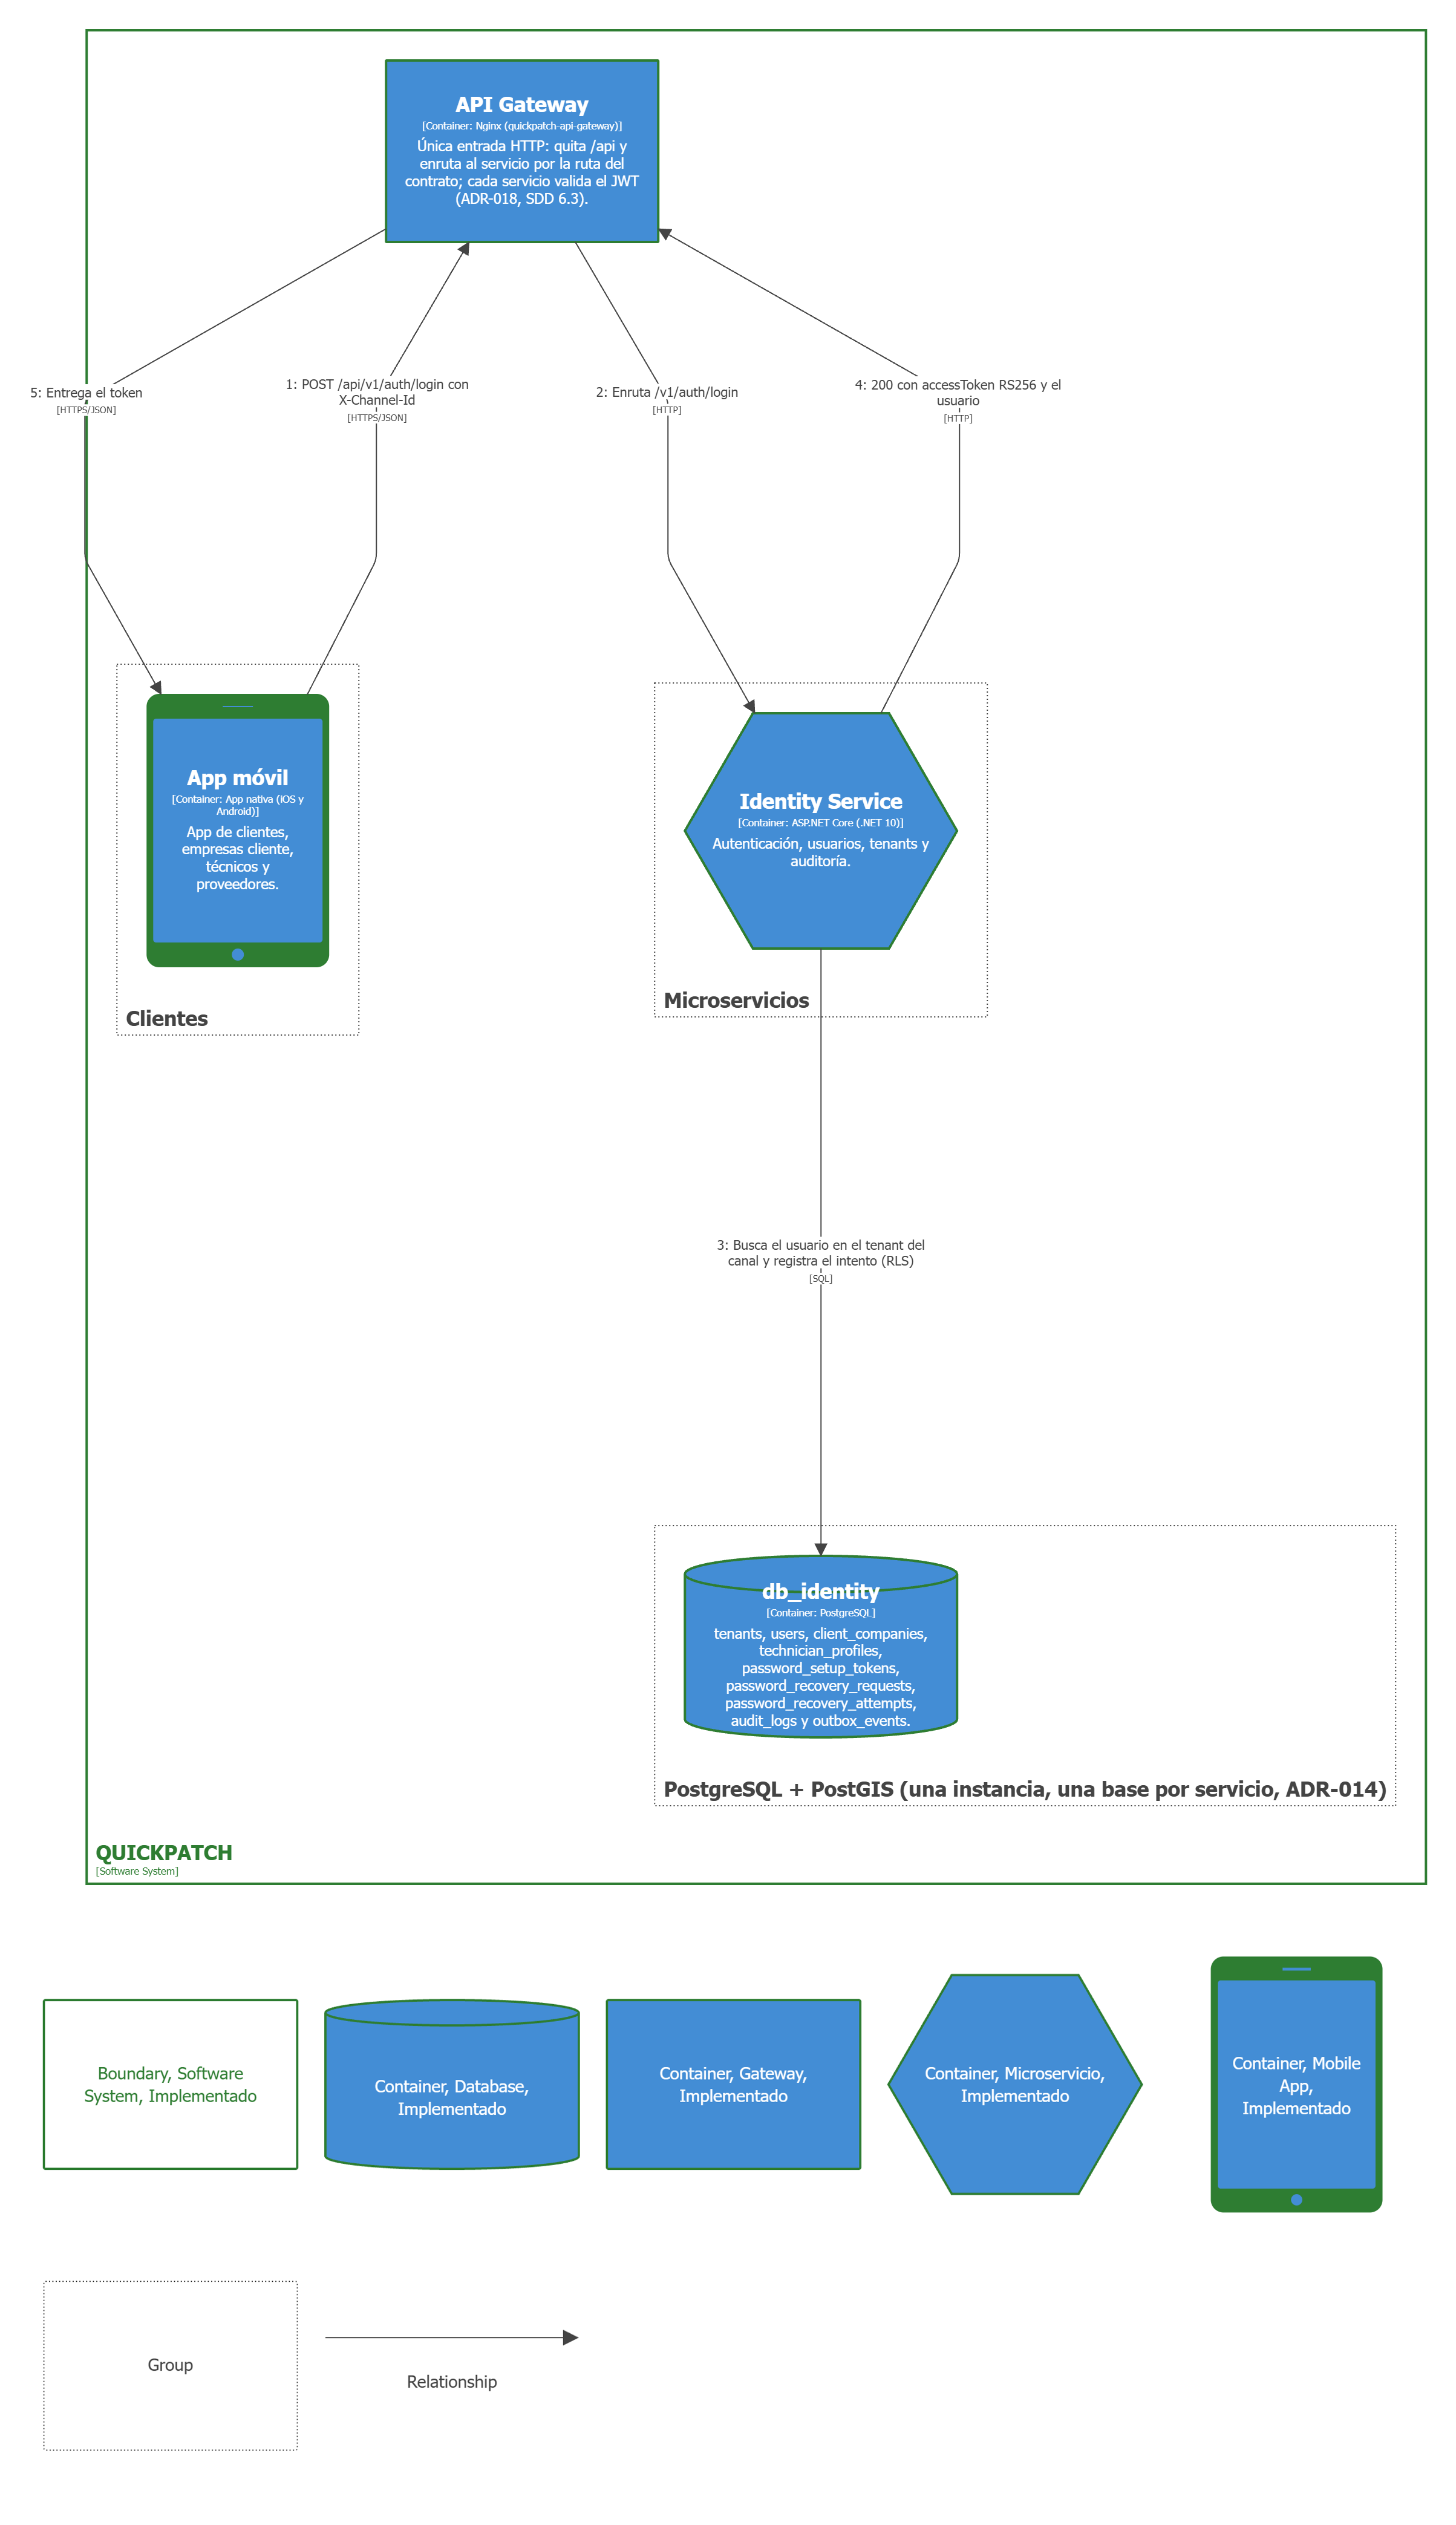 API Gateway
[Container: Nginx (quickpatch-api-gateway)]
Única entrada HTTP: quita /api y
enruta al servicio por la ruta del
contrato; cada servicio valida el JWT
(ADR-018, SDD 6.3).
5: Entrega el token
[HTTPS/JSON]
1: POST /api/v1/auth/login con
X-Channel-Id
[HTTPS/JSON]
2: Enruta /v1/auth/login
[HTTP]
4: 200 con accessToken RS256 y el
usuario
[HTTP]
App móvil
[Container: App nativa (iOS y
Android)]
App de clientes,
empresas cliente,
técnicos y
proveedores.
Clientes
Identity Service
[Container: ASP.NET Core (.NET 10)]
Autenticación, usuarios, tenants y
auditoría.
Microservicios
3: Busca el usuario en el tenant del
canal y registra el intento (RLS)
[SQL]
db_identity
[Container: PostgreSQL]
tenants, users, client_companies,
technician_profiles,
password_setup_tokens,
password_recovery_requests,
password_recovery_attempts,
audit_logs y outbox_events.
PostgreSQL + PostGIS (una instancia, una base por servicio, ADR-014)
QUICKPATCH
[Software System]
Boundary, Software
System, Implementado
Container, Database,
Implementado
Container, Gateway,
Implementado
Container, Microservicio,
Implementado
Container, Mobile
App,
Implementado
Group
Relationship